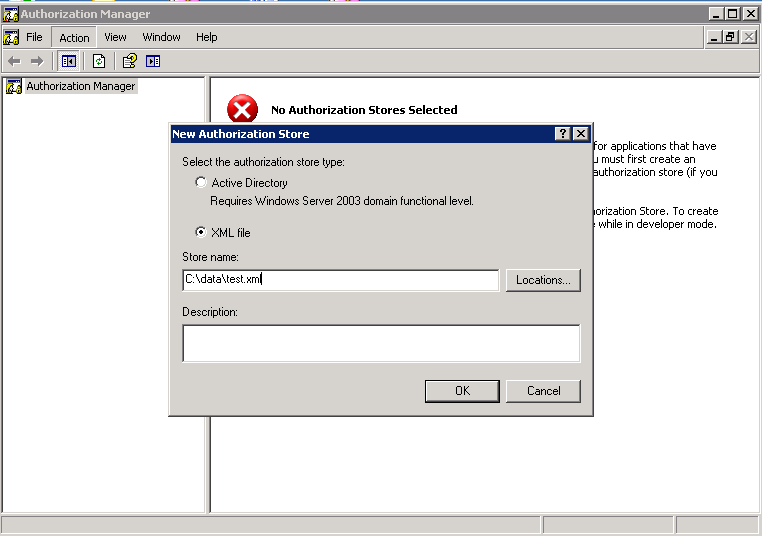 Authorization Manager
File Action View Window Help
Authorization Manager
No Authorization Stores Selected
New Authorization Store
for applications that have
must first create an
authorization store (if you
Authorization Store. To create
while in developer mode.
Select the authorization store type:
Active Directory
Requires Windows Server 2003 domain functional level.
XML file
Store name:
C:\data\test.xml
Locations...
Description:
OK
Cancel